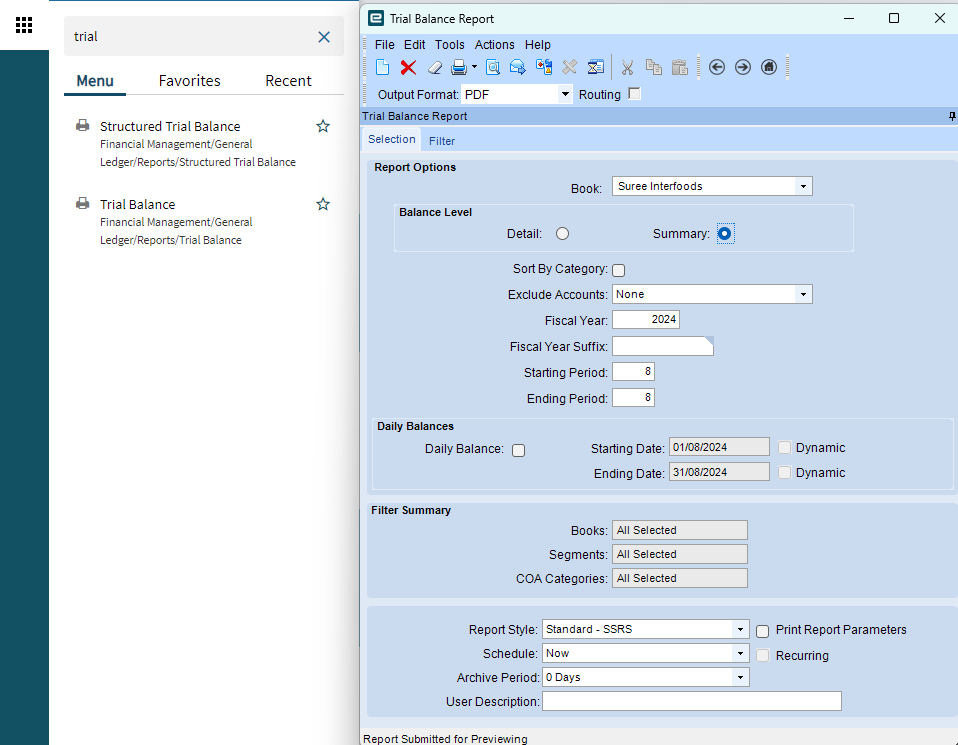 trial
Menu Favorites Recent
Structured Trial Balance
Financial Management/General
Ledger/Reports/Structured Trial Balance
Trial Balance
Financial Management/General
Ledger/Reports/Trial Balance
Trial Balance Report
File Edit Tools Actions Help
Output Format: PDF Routing
Trial Balance Report
Selection Filter
Report Options
Book: Suree Interfoods
Balance Level
Detail: Summary:
Sort By Category:
Exclude Accounts: None
Fiscal Year: 2024
Fiscal Year Suffix:
Starting Period: 8
Ending Period: 8
Daily Balances
Daily Balance: Starting Date: 01/08/2024 Dynamic
Ending Date: 31/08/2024 Dynamic
Filter Summary
Books: All Selected
Segments: All Selected
COA Categories: All Selected
Report Style: Standard - SSRS Print Report Parameters
Schedule: Now Recurring
Archive Period: 0 Days
User Description:
Report Submitted for Previewing